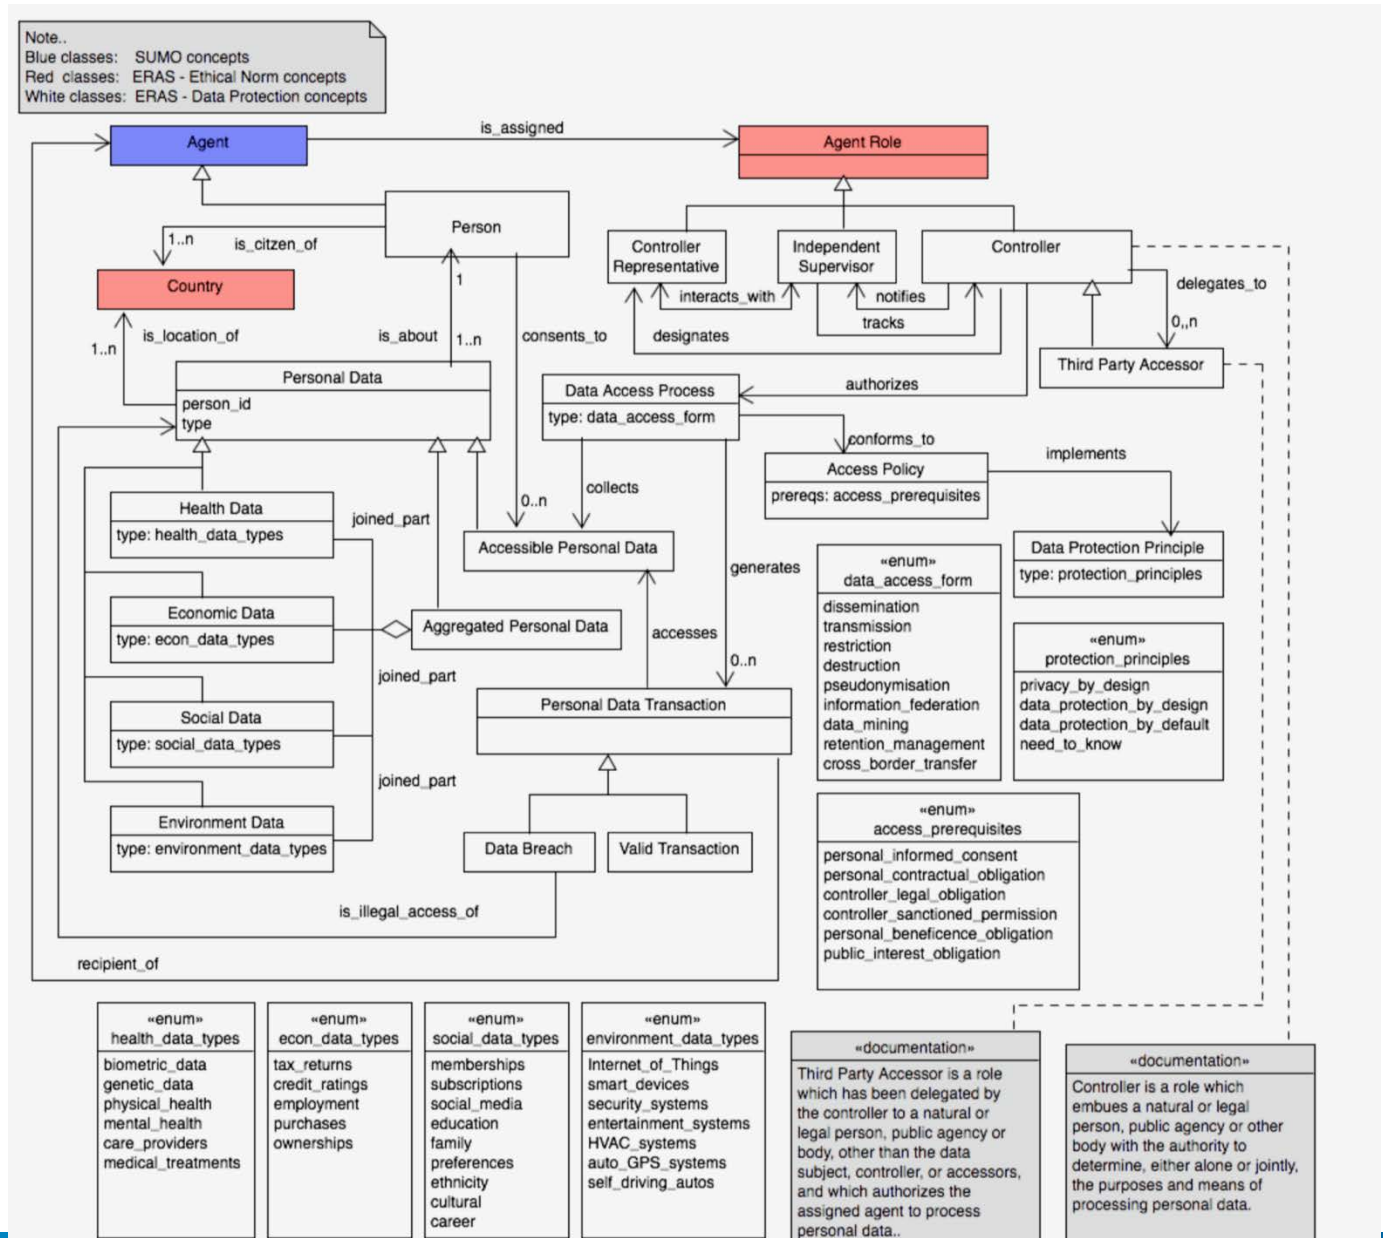 Note..
Blue classes: SUMO concepts
Red classes: ERAS - Ethical Norm concepts
White classes: ERAS - Data Protection concepts
Agent
is_assigned
Agent Role
Person
1..n
is_citzen_of
Country
Controller
Representative
Independent
Supervisor
Controller
interacts_with
notifies
tracks
designates
delegates_to
0,,n
Third Party Accessor
is_location_of
1..n
is_about
1
1..n
consents_to
0..n
Personal Data
person_id
type
Data Access Process
type: data_access_form
authorizes
conforms_to
Access Policy
prereqs: access_prerequisites
implements
Data Protection Principle
type: protection_principles
collects
generates
0..n
Health Data
type: health_data_types
joined_part
Accessible Personal Data
Economic Data
type: econ_data_types
Aggregated Personal Data
accesses
joined_part
Social Data
type: social_data_types
joined_part
Environment Data
type: environment_data_types
Personal Data Transaction
Data Breach
Valid Transaction
is_illegal_access_of
recipient_of
«enum»
data_access_form
dissemination
transmission
restriction
destruction
pseudonymisation
information_federation
data_mining
retention_management
cross_border_transfer
«enum»
protection_principles
privacy_by_design
data_protection_by_design
data_protection_by_default
need_to_know
«enum»
access_prerequisites
personal_informed_consent
personal_contractual_obligation
controller_legal_obligation
controller_sanctioned_permission
personal_beneficence_obligation
public_interest_obligation
«enum»
health_data_types
biometric_data
genetic_data
physical_health
mental_health
care_providers
medical_treatments
«enum»
econ_data_types
tax_returns
credit_ratings
employment
purchases
ownerships
«enum»
social_data_types
memberships
subscriptions
social_media
education
family
preferences
ethnicity
cultural
career
«enum»
environment_data_types
Internet_of_Things
smart_devices
security_systems
entertainment_systems
HVAC_systems
auto_GPS_systems
self_driving_autos
«documentation»
Third Party Accessor is a role
which has been delegated by
the controller to a natural or
legal person, public agency or
body, other than the data
subject, controller, or accessors,
and which authorizes the
assigned agent to process
personal data..
«documentation»
Controller is a role which
embues a natural or legal
person, public agency or other
body with the authority to
determine, either alone or jointly,
the purposes and means of
processing personal data.